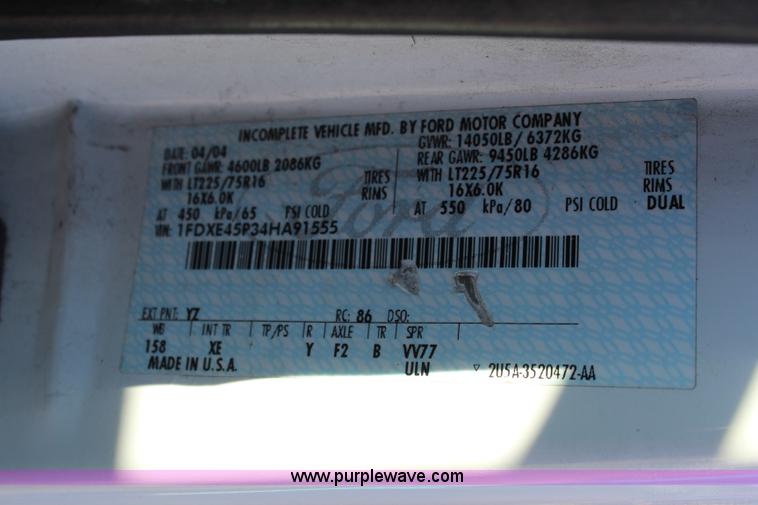 INCOMPLETE VEHICLE MFD. BY FORD MOTOR COMPANY
DATE: 04/04 GVWR: 14050LB/ 6372KG
FRONT GAWR: 4600LB 2086KG REAR GAWR: 9450LB 4286KG
WITH LT225/75R16 TIRES WITH LT225/75R16 TIRES
16X6.0K RIMS 16X6.0K RIMS
AT 450 kPa/65 PSI COLD AT 550 kPa/80 PSI COLD DUAL
VIN: 1FDXE45P34HA91555
Ford
EXT PNT: YZ RC: 86 DSO:
WB INT TR TP/PS R AXLE TR SPR
158 XE Y F2 B VV77
MADE IN U.S.A. ULN ▽ 2U5A-3520472-AA
www.purplewave.com